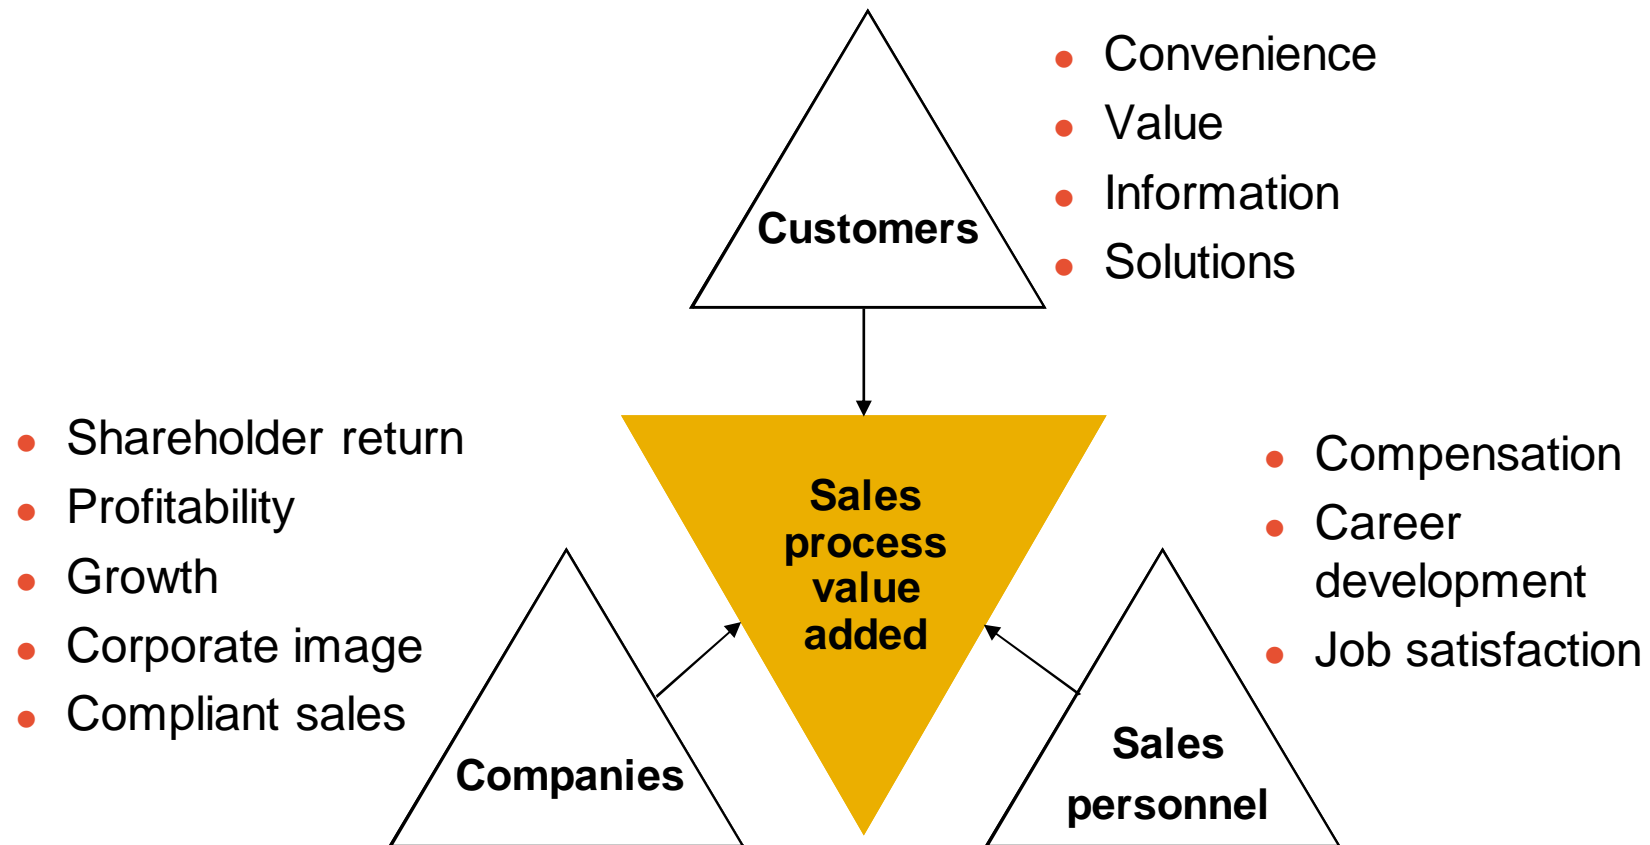 Convenience
Value
Information
Solutions
Customers
Shareholder return
Profitability
Growth
Corporate image
Compliant sales
Sales
process
value
added
Compensation
Career
development
Job satisfaction
Companies
Sales
personnel